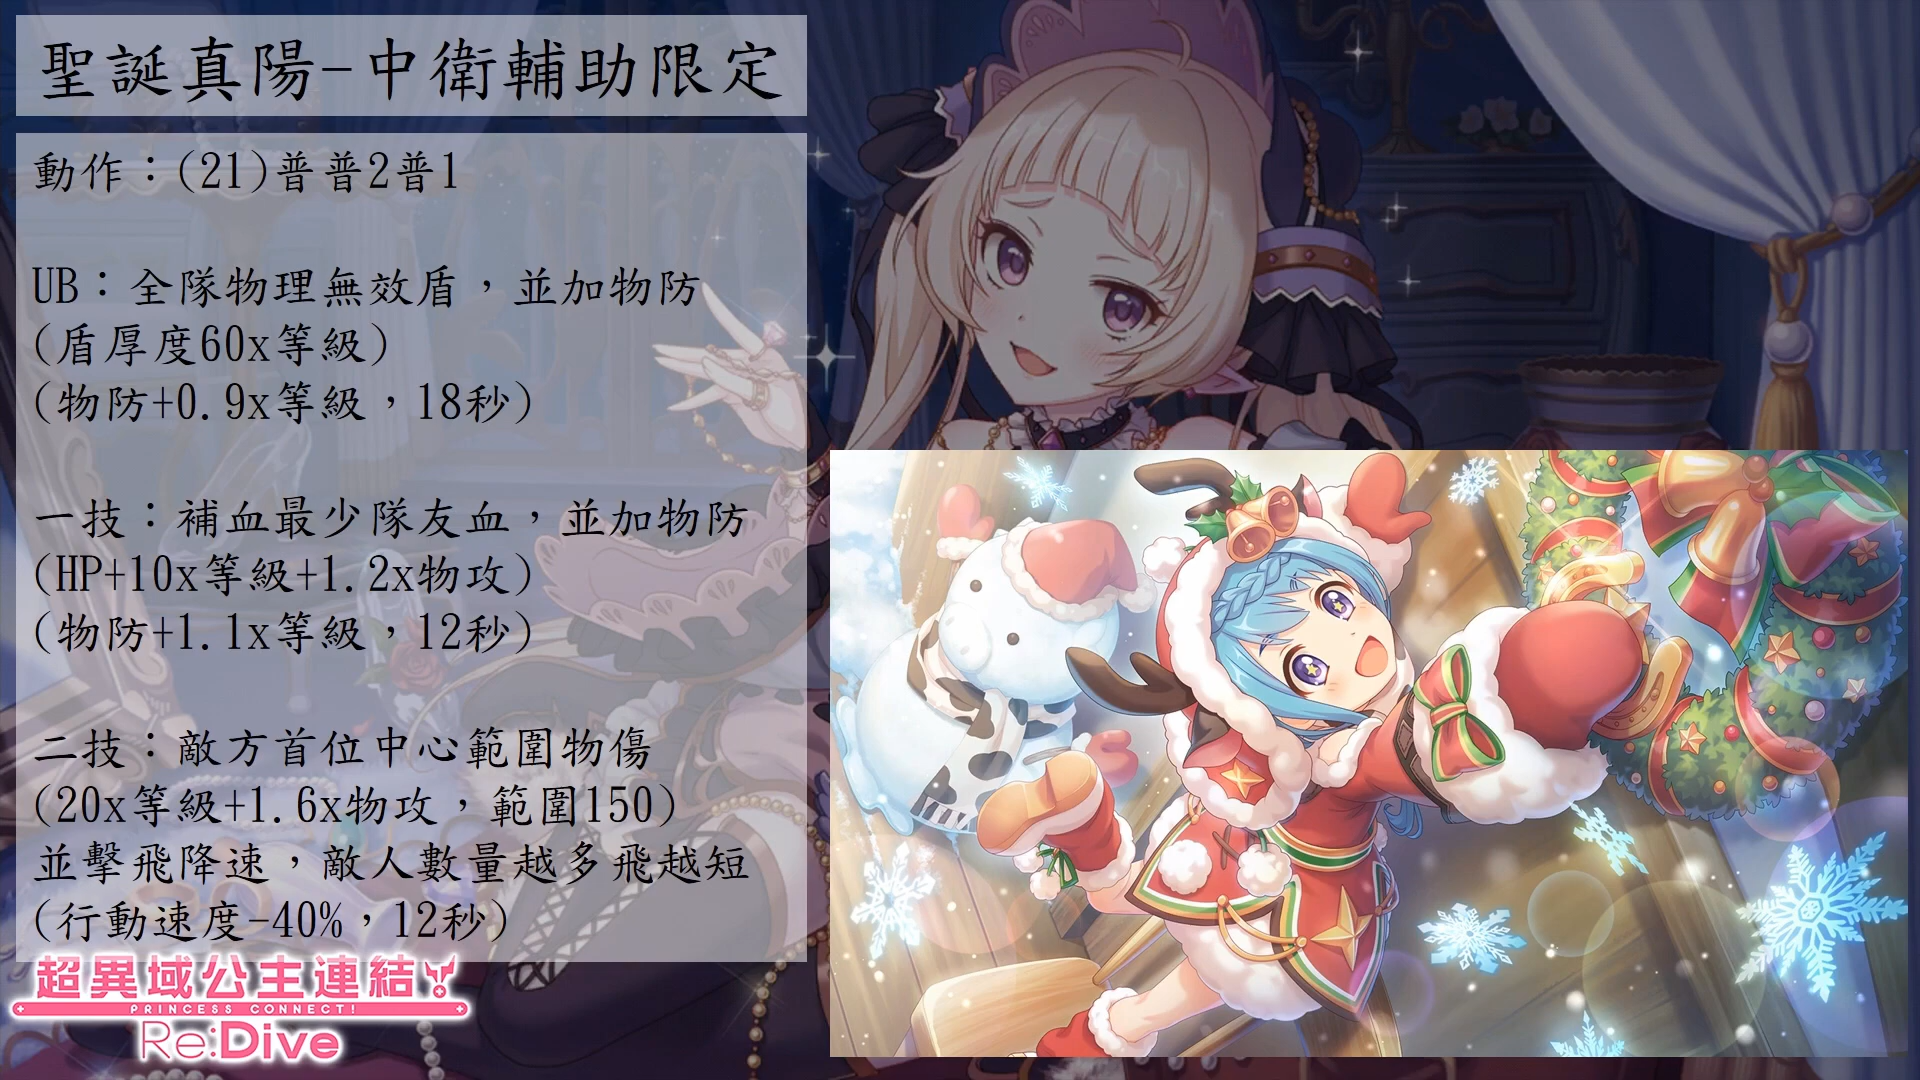 聖誕真陽-中衛輔助限定
動作：(21)普普2普1
UB：全隊物理無效盾，並加物防
(盾厚度60x等級)
(物防+0.9x等級，18秒)
一技：補血最少隊友血，並加物防
(HP+10x等級+1.2x物攻)
(物防+1.1x等級，12秒)
二技：敵方首位中心範圍物傷
(20x等級+1.6x物攻，範圍150)
並擊飛降速，敵人數量越多飛越短
(行動速度-40%，12秒)
超異域公主連結
PRINCESS CONNECT!
Re:Dive